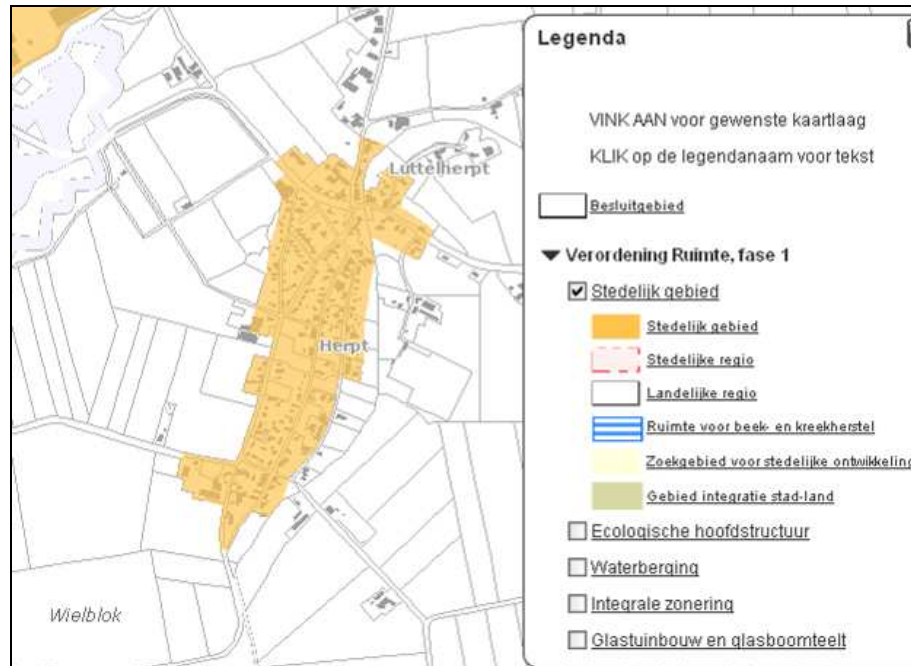 Luttelherpt
Herpt
Wielblok
Legenda
VINK AAN voor gewenste kaartlaag
KLIK op de legendanaam voor tekst
Besluitgebied
Verordening Ruimte, fase 1
Stedelijk gebied
Stedelijk gebied
Stedelijke regio
Landelijke regio
Ruimte voor beek- en kreekherstel
Zoekgebied voor stedelijke ontwikkeling
Gebied integratie stad-land
Ecologische hoofdstructuur
Waterberging
Integrale zonering
Glastuinbouw en glasboomteelt